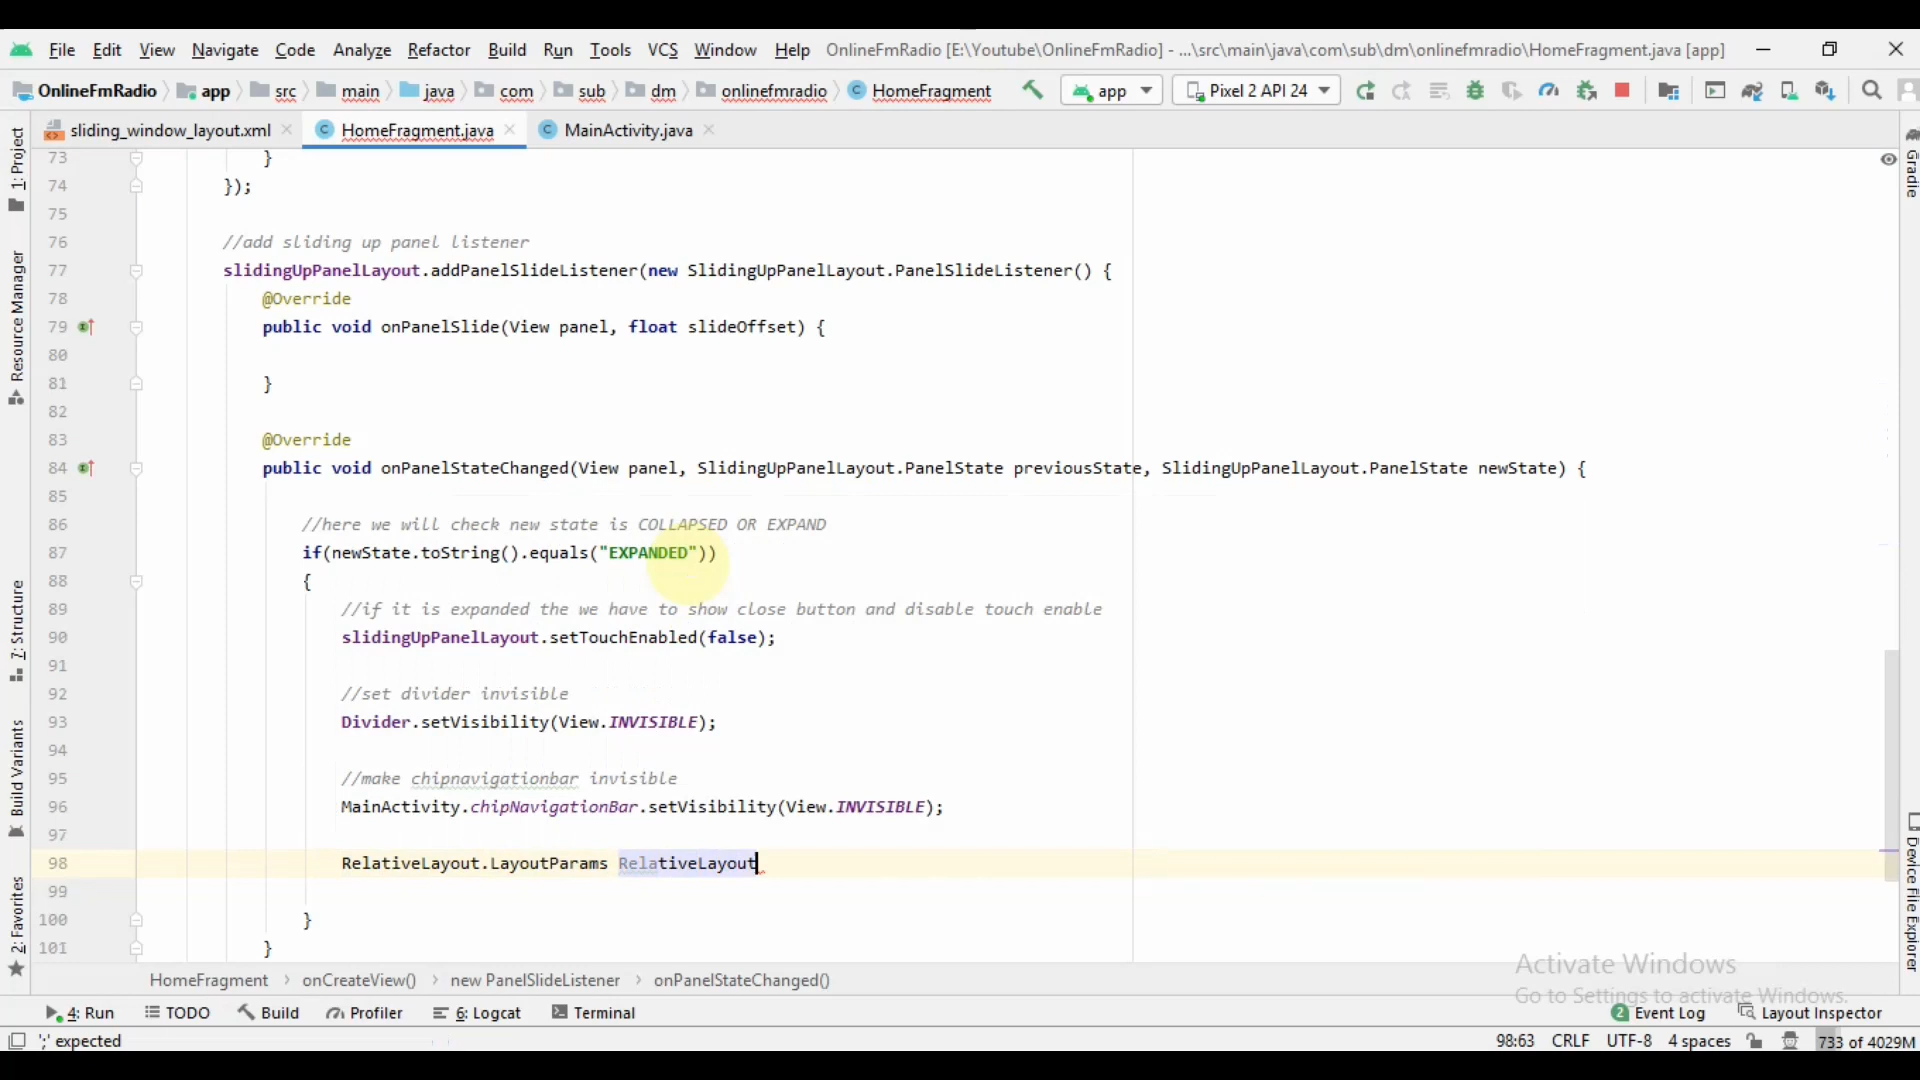 File Edit View Navigate Code Analyze Refactor Build Run Tools VCS Window Help OnlineFmRadio [E:\Youtube\OnlineFmRadio] - ...\src\main\java\com\sub\dm\onlinefmradio\HomeFragment.java [app]
OnlineFmRadio app src main java com sub dm onlinefmradio HomeFragment app Pixel 2 API 24
sliding_window_layout.xml HomeFragment.java MainActivity.java
1: Project
Resource Manager
7: Structure
Build Variants
2: Favorites
73 }
74 });
75
76 //add sliding up panel listener
77 slidingUpPanelLayout.addPanelSlideListener(new SlidingUpPanelLayout.PanelSlideListener() {
78 @Override
79 public void onPanelSlide(View panel, float slideOffset) {
80
81 }
82
83 @Override
84 public void onPanelStateChanged(View panel, SlidingUpPanelLayout.PanelState previousState, SlidingUpPanelLayout.PanelState newState) {
85
86 //here we will check new state is COLLAPSED OR EXPAND
87 if(newState.toString().equals("EXPANDED"))
88 {
89 //if it is expanded the we have to show close button and disable touch enable
90 slidingUpPanelLayout.setTouchEnabled(false);
91
92 //set divider invisible
93 Divider.setVisibility(View.INVISIBLE);
94
95 //make chipnavigationbar invisible
96 MainActivity.chipNavigationBar.setVisibility(View.INVISIBLE);
97
98 RelativeLayout.LayoutParams RelativeLayout
99
100 }
101 }
Gradle
Device File Explorer
HomeFragment onCreateView() new PanelSlideListener onPanelStateChanged()
Activate Windows
Go to Settings to activate Windows.
4: Run TODO Build Profiler 6: Logcat Terminal 2 Event Log Layout Inspector
';' expected 98:63 CRLF UTF-8 4 spaces 733 of 4029M